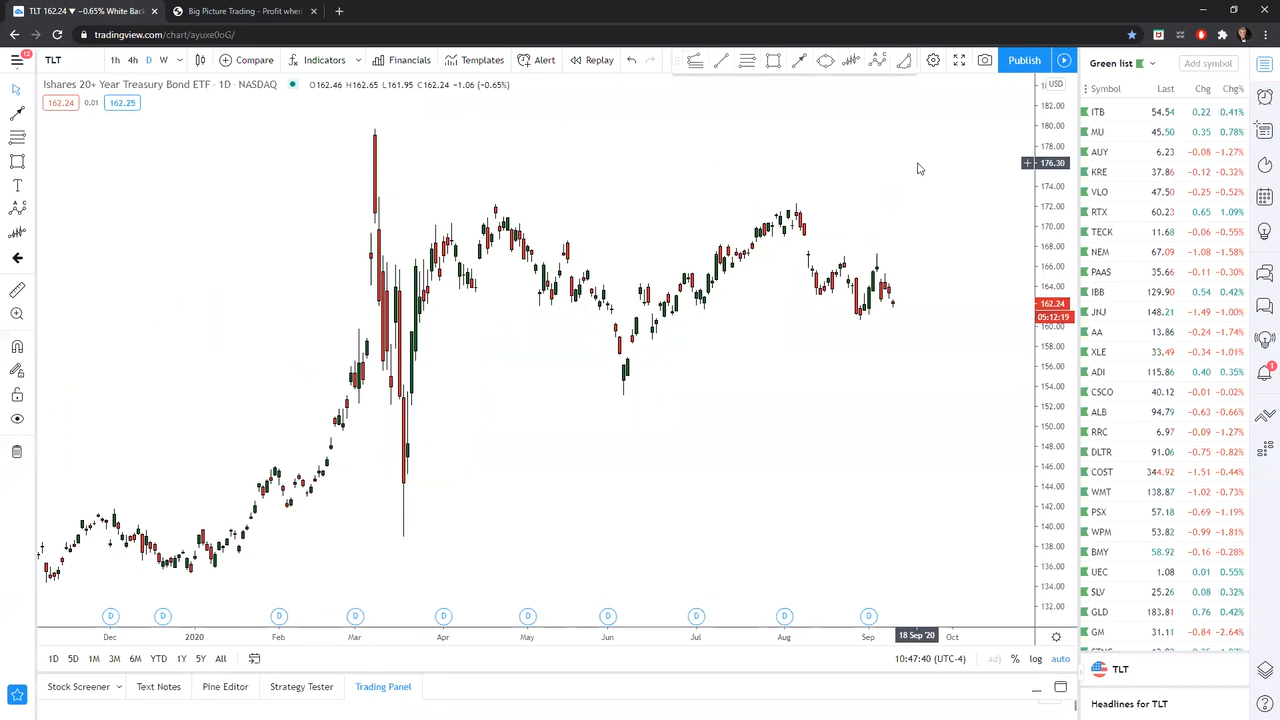 TLT 162.24 ▼ −0.65% White Bac
Big Picture Trading – Profit when
tradingview.com/chart/ayuxe0oG/
12
TLT
1h 4h D W
Compare
Indicators
Financials
Templates
Alert
Replay
Publish
Green list
Add symbol
Ishares 20+ Year Treasury Bond ETF · 1D · NASDAQ
O162.46 H162.65 L161.95 C162.24 −1.06 (−0.65%)
162.24 0.01 162.25
USD
182.00
180.00
178.00
176.30
174.00
172.00
170.00
168.00
166.00
164.00
162.24
05:12:19
160.00
158.00
156.00
154.00
152.00
150.00
148.00
146.00
144.00
142.00
140.00
138.00
136.00
134.00
132.00
D D D D D D D D D D
Dec 2020 Feb Mar Apr May Jun Jul Aug Sep 18 Sep '20 Oct
1D 5D 1M 3M 6M YTD 1Y 5Y All
10:47:40 (UTC-4) adj % log auto
Stock Screener Text Notes Pine Editor Strategy Tester Trading Panel
Symbol Last Chg Chg%
ITB 54.54 0.22 0.41%
MU 45.50 0.35 0.78%
AUY 6.23 −0.08 −1.27%
KRE 37.86 −0.12 −0.32%
VLO 47.50 −0.25 −0.52%
RTX 60.23 0.65 1.09%
TECK 11.68 −0.06 −0.55%
NEM 67.09 −1.08 −1.58%
PAAS 35.66 −0.11 −0.30%
IBB 129.90 0.54 0.42%
JNJ 148.21 −1.49 −1.00%
AA 13.86 −0.24 −1.74%
XLE 33.49 −0.34 −1.01%
ADI 115.86 0.40 0.35%
CSCO 40.12 −0.01 −0.02%
ALB 94.79 −0.63 −0.66%
RRC 6.97 −0.09 −1.27%
DLTR 91.06 −0.75 −0.82%
COST 344.92 −1.51 −0.44%
WMT 138.87 −1.02 −0.73%
PSX 57.18 −0.69 −1.19%
WPM 53.82 −0.99 −1.81%
BMY 58.92 −0.16 −0.28%
UEC 1.08 0.01 0.55%
SLV 25.26 0.08 0.32%
GLD 183.81 0.76 0.42%
GM 31.11 −0.84 −2.64%
TLT
Headlines for TLT
1